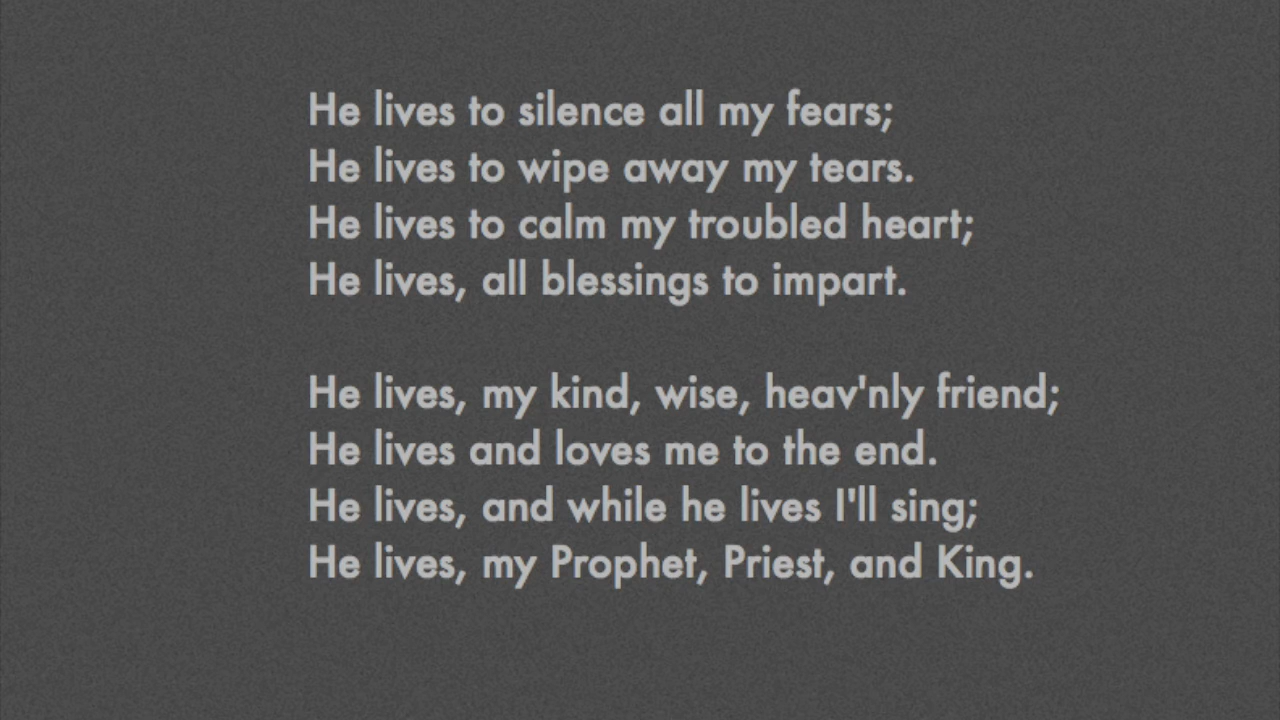 He lives to silence all my fears;
He lives to wipe away my tears.
He lives to calm my troubled heart;
He lives, all blessings to impart.

He lives, my kind, wise, heav'nly friend;
He lives and loves me to the end.
He lives, and while he lives I'll sing;
He lives, my Prophet, Priest, and King.